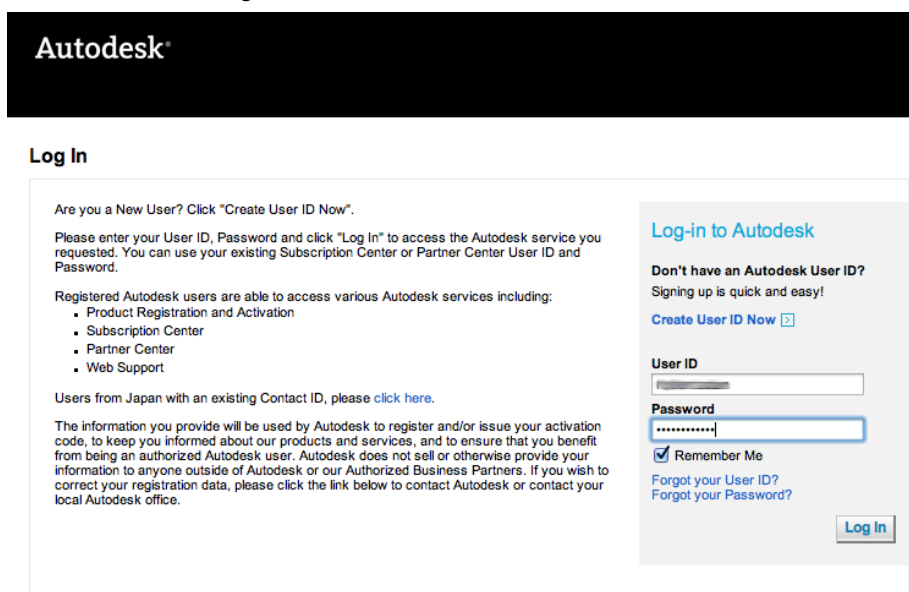 Autodesk®
Log In
Are you a New User? Click "Create User ID Now".
Please enter your User ID, Password and click "Log In" to access the Autodesk service you
requested. You can use your existing Subscription Center or Partner Center User ID and
Password.
Registered Autodesk users are able to access various Autodesk services including:
Product Registration and Activation
Subscription Center
Partner Center
Web Support
Users from Japan with an existing Contact ID, please click here.
The information you provide will be used by Autodesk to register and/or issue your activation
code, to keep you informed about our products and services, and to ensure that you benefit
from being an authorized Autodesk user. Autodesk does not sell or otherwise provide your
information to anyone outside of Autodesk or our Authorized Business Partners. If you wish to
correct your registration data, please click the link below to contact Autodesk or contact your
local Autodesk office.
Log-in to Autodesk
Don't have an Autodesk User ID?
Signing up is quick and easy!
Create User ID Now
User ID
Password
••••••••••••
Remember Me
Forgot your User ID?
Forgot your Password?
Log In